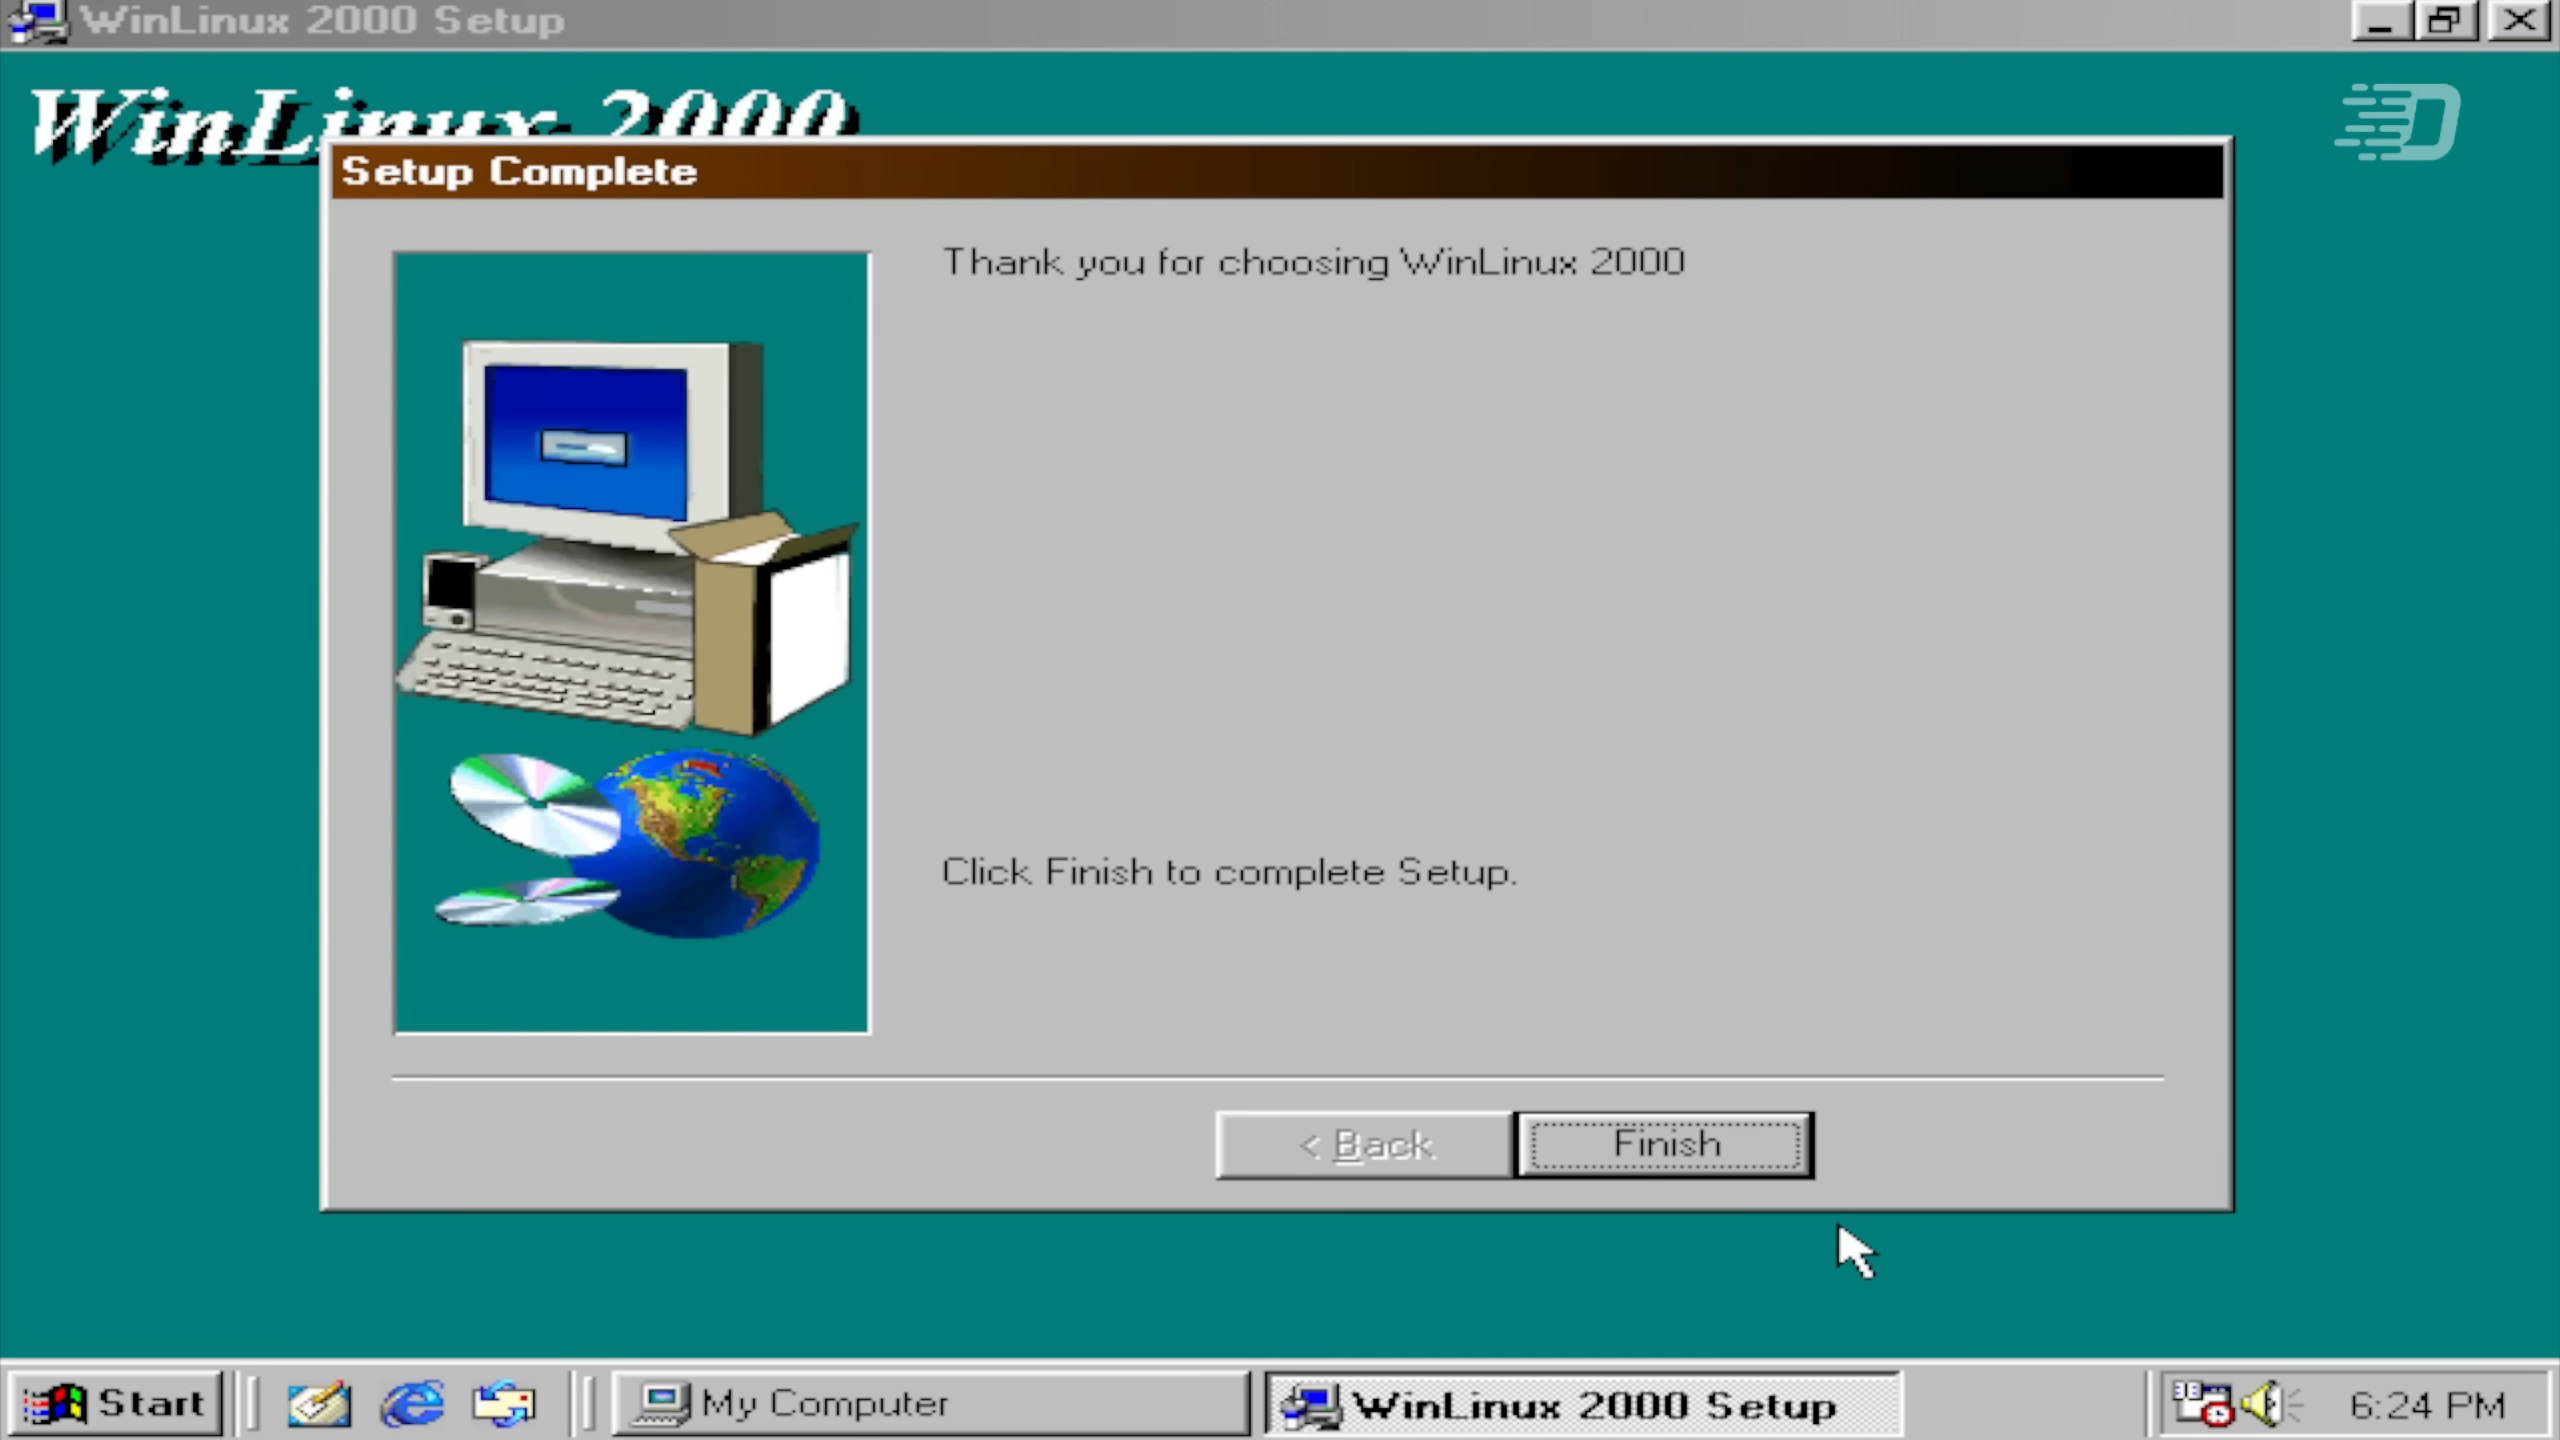 WinLinux 2000 Setup
WinLinux 2000
Setup Complete
Thank you for choosing WinLinux 2000
Click Finish to complete Setup.
< Back
Finish
Start
My Computer
WinLinux 2000 Setup
6:24 PM